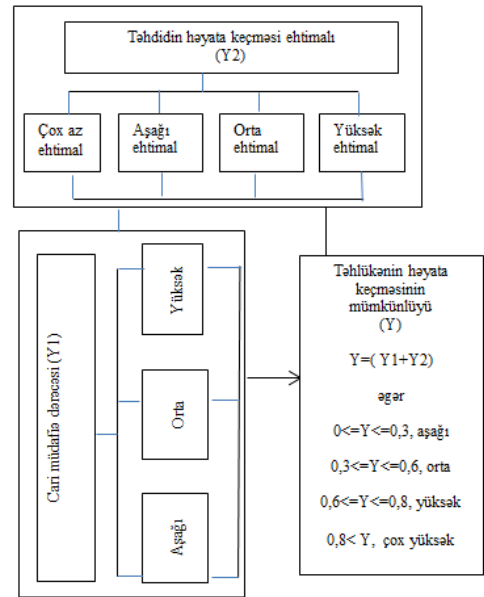 Təhdidin həyata keçməsi ehtimalı
(Y2)
Çox az
ehtimal
Aşağı
ehtimal
Orta
ehtimal
Yüksək
ehtimal
Cari müdafiə dərəcəsi (Y1)
Yüksək
Orta
Aşağı
Təhlükənin həyata
keçməsinin
mümkünlüyü
(Y)
Y=( Y1+Y2)
əgər
0<=Y<=0,3, aşağı
0,3<=Y<=0,6, orta
0,6<=Y<=0,8, yüksək
0,8< Y, çox yüksək